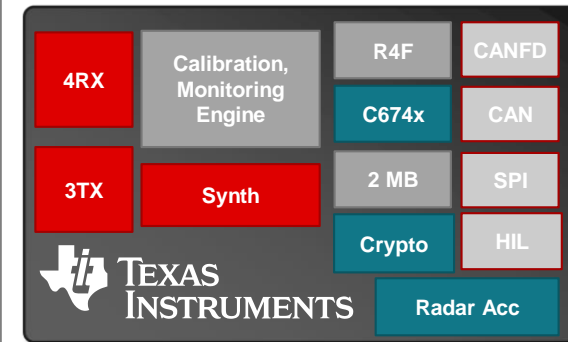 4RX
Calibration,
Monitoring
Engine
R4F
CANFD
C674x
CAN
3TX
Synth
2 MB
SPI
Crypto
HIL
TEXAS
INSTRUMENTS
Radar Acc